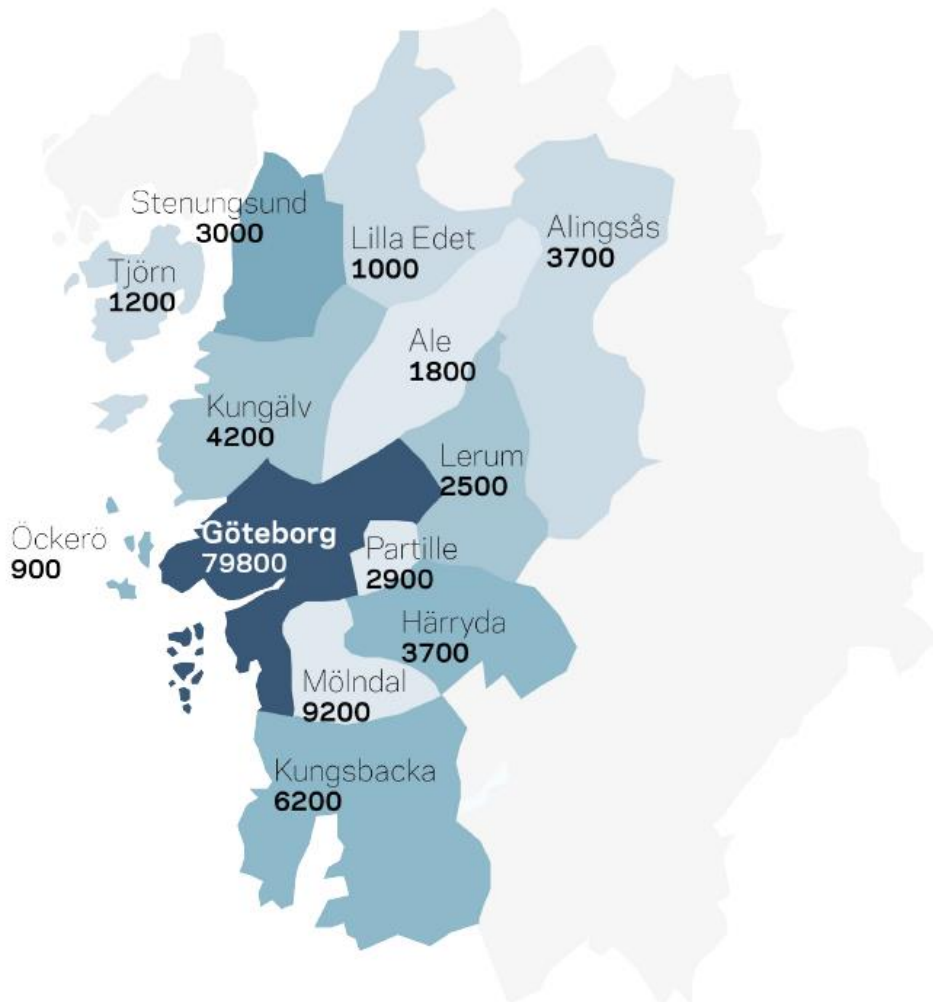 Stenungsund
3000
Lilla Edet
1000
Alingsås
3700
Tjörn
1200
Ale
1800
Kungälv
4200
Lerum
2500
Öckerö
900
Göteborg
79800
Partille
2900
Härryda
3700
Mölndal
9200
Kungsbacka
6200